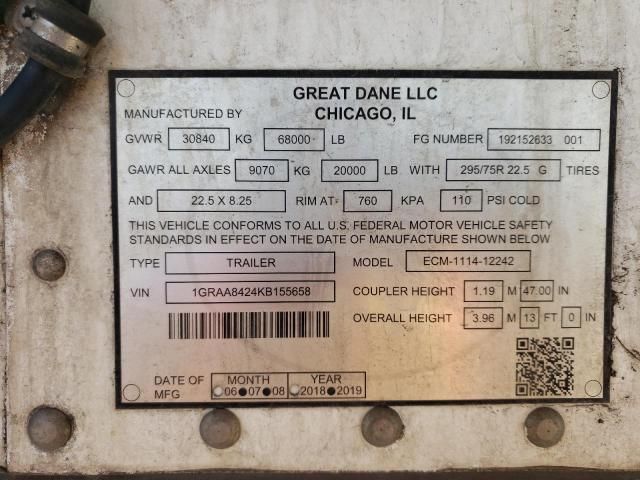 GREAT DANE LLC
MANUFACTURED BY CHICAGO, IL
GVWR 30840 KG 68000 LB FG NUMBER 192152633 001
GAWR ALL AXLES 9070 KG 20000 LB WITH 295/75R 22.5 G TIRES
AND 22.5 X 8.25 RIM AT 760 KPA 110 PSI COLD
THIS VEHICLE CONFORMS TO ALL U.S. FEDERAL MOTOR VEHICLE SAFETY
STANDARDS IN EFFECT ON THE DATE OF MANUFACTURE SHOWN BELOW
TYPE TRAILER MODEL ECM-1114-12242
VIN 1GRAA8424KB155658 COUPLER HEIGHT 1.19 M 47.00 IN
OVERALL HEIGHT 3.96 M 13 FT 0 IN
DATE OF MFG MONTH YEAR
06 07 08 2018 2019